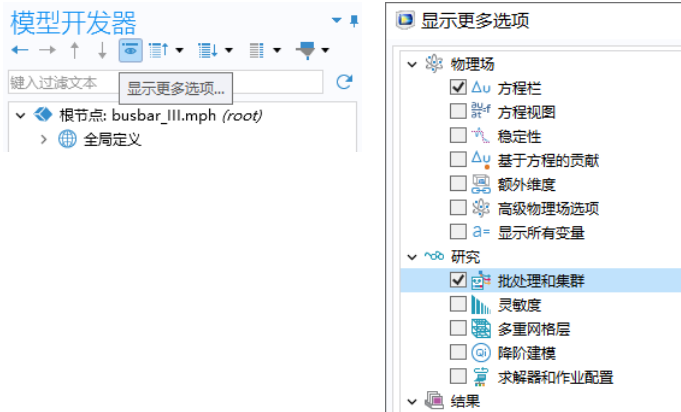 模型开发器
键入过滤文本
显示更多选项...
根节点: busbar_III.mph (root)
全局定义
显示更多选项
物理场
Δu 方程栏
方程视图
稳定性
Δu 基于方程的贡献
额外维度
高级物理场选项
a= 显示所有变量
研究
批处理和集群
灵敏度
多重网格层
Qi 降阶建模
求解器和作业配置
结果